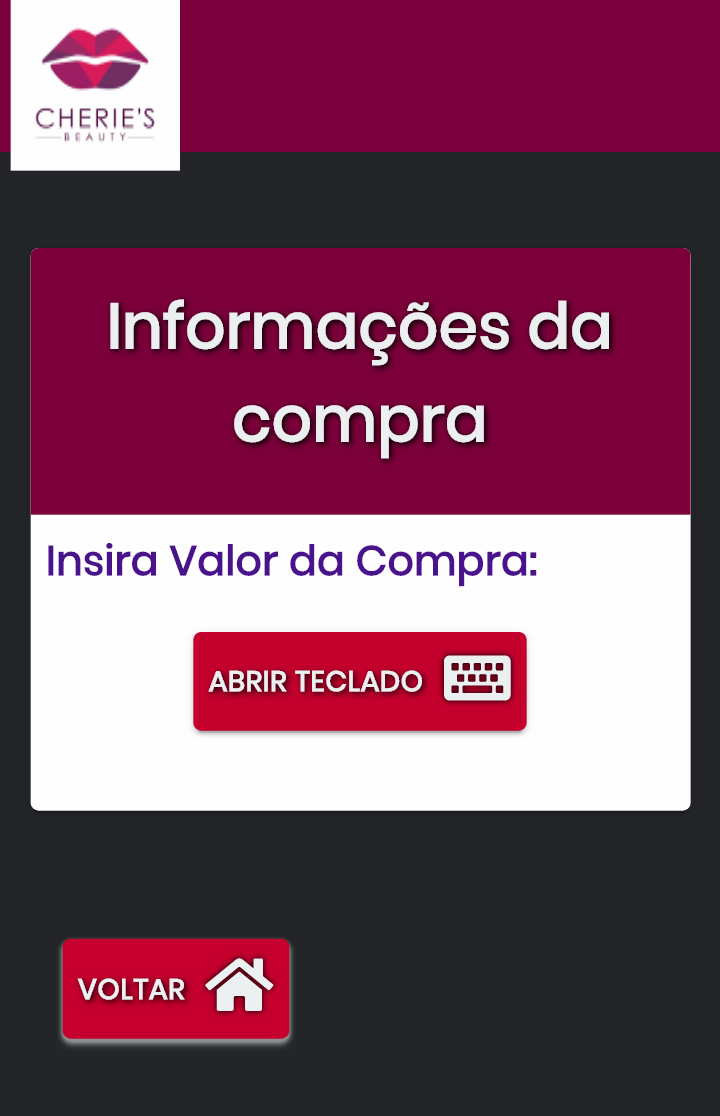 CHERIE'S
BEAUTY
Informações da
compra
Insira Valor da Compra:
ABRIR TECLADO
VOLTAR